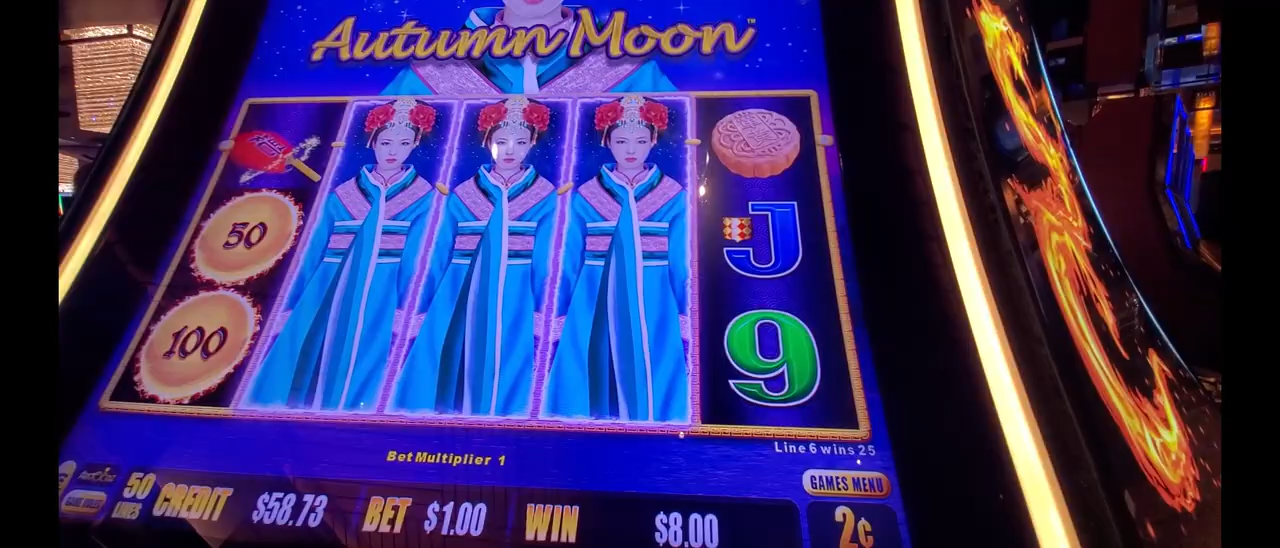 Autumn Moon™
50
100
J
9
Bet Multiplier 1
Line 6 wins 25
50 LINES
CREDIT $58.73
BET $1.00
WIN $8.00
GAMES MENU
2¢